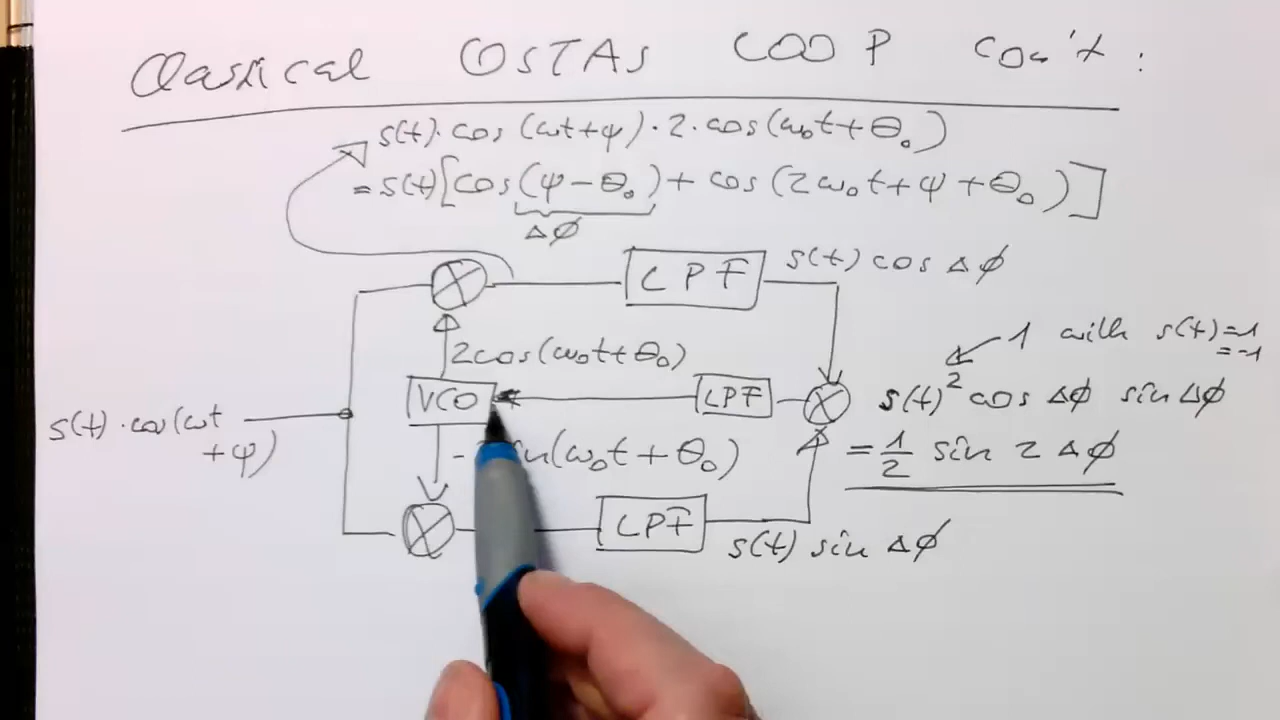 Classical COSTAS LOOP con't :
s(t)·cos(ωt+φ)·2·cos(ω₀t+θ₀)
=s(t)[cos(φ−θ₀)+cos(2ω₀t+φ+θ₀)]
Δϕ
LPF
s(t) cos Δϕ
2cos(ω₀t+θ₀)
1 with s(t)=1
=-1
VCO
LPF
s(t)² cos Δϕ sin Δϕ
s(t)·cos(ωt
+φ)
(ω₀t+θ₀)
=½ sin 2Δϕ
LPF
s(t) sin Δϕ